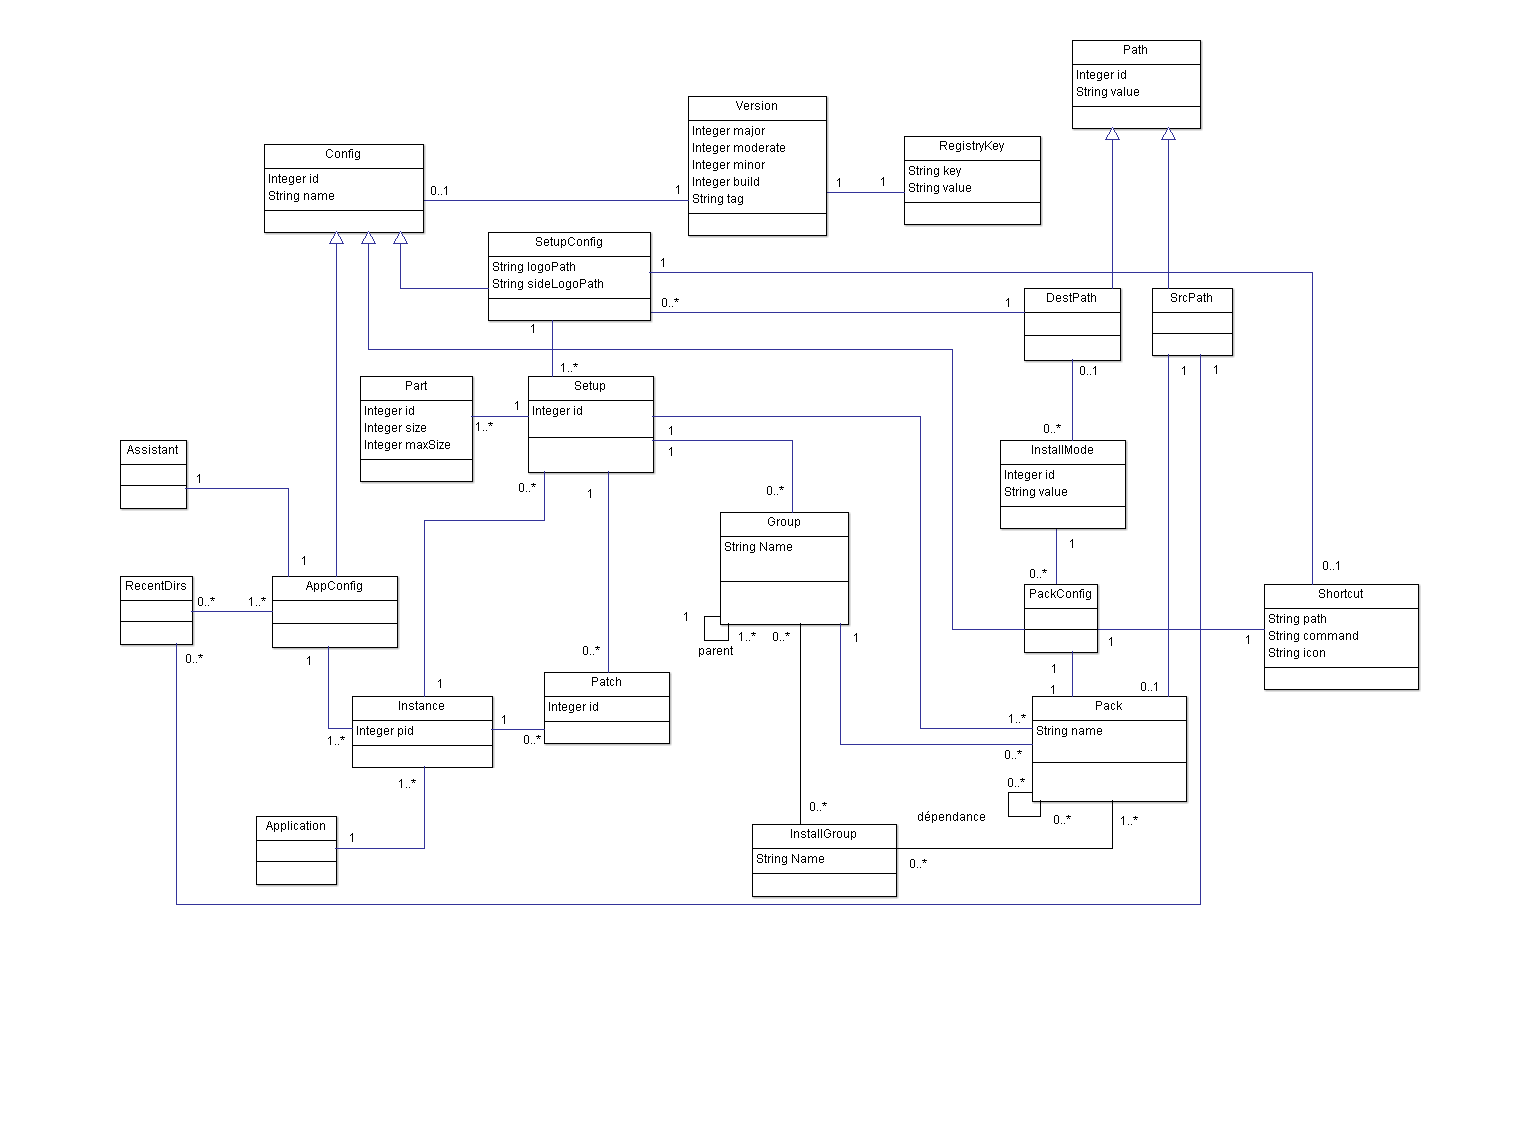 Path
Integer id
String value
Version
Integer major
Integer moderate
Integer minor
Integer build
String tag
RegistryKey
String key
String value
1
1
Config
Integer id
String name
0..1
1
SetupConfig
String logoPath
String sideLogoPath
1
0..*
1
DestPath
SrcPath
1
1..*
0..1
1
1
Part
Integer id
Integer size
Integer maxSize
1
1..*
Setup
Integer id
1
1
0..*
1
0..*
InstallMode
Integer id
String value
0..*
1
0..*
Assistant
1
1
Group
String Name
1
1..*
0..*
1
parent
0..1
PackConfig
1
1
Shortcut
String path
String command
String icon
RecentDirs
0..*
1..*
0..*
AppConfig
1
1..*
1
Instance
Integer pid
1
0..*
1..*
0..*
Patch
Integer id
1
1
0..1
Pack
String name
1..*
0..*
0..*
0..*
1..*
dépendance
Application
1
0..*
InstallGroup
String Name
0..*